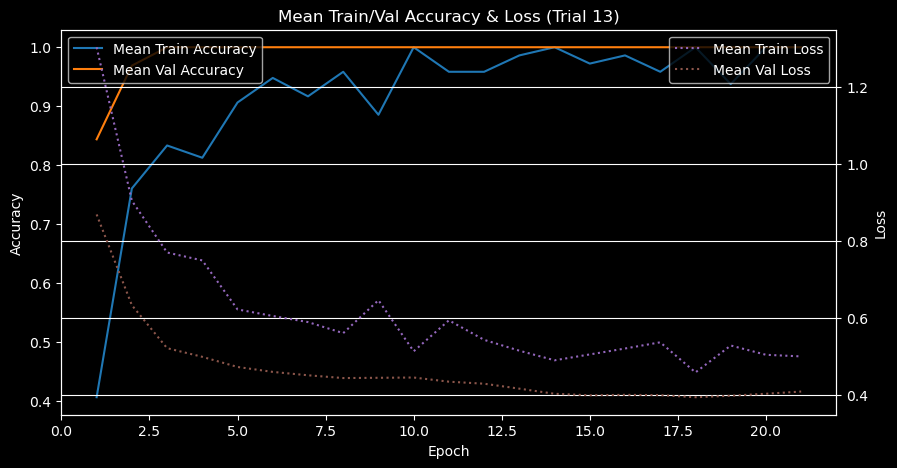 Mean Train/Val Accuracy & Loss (Trial 13)
Mean Train Accuracy
Mean Val Accuracy
Mean Train Loss
Mean Val Loss
1.0
0.9
0.8
0.7
0.6
0.5
0.4
Accuracy
1.2
1.0
0.8
0.6
0.4
Loss
0.0 2.5 5.0 7.5 10.0 12.5 15.0 17.5 20.0
Epoch